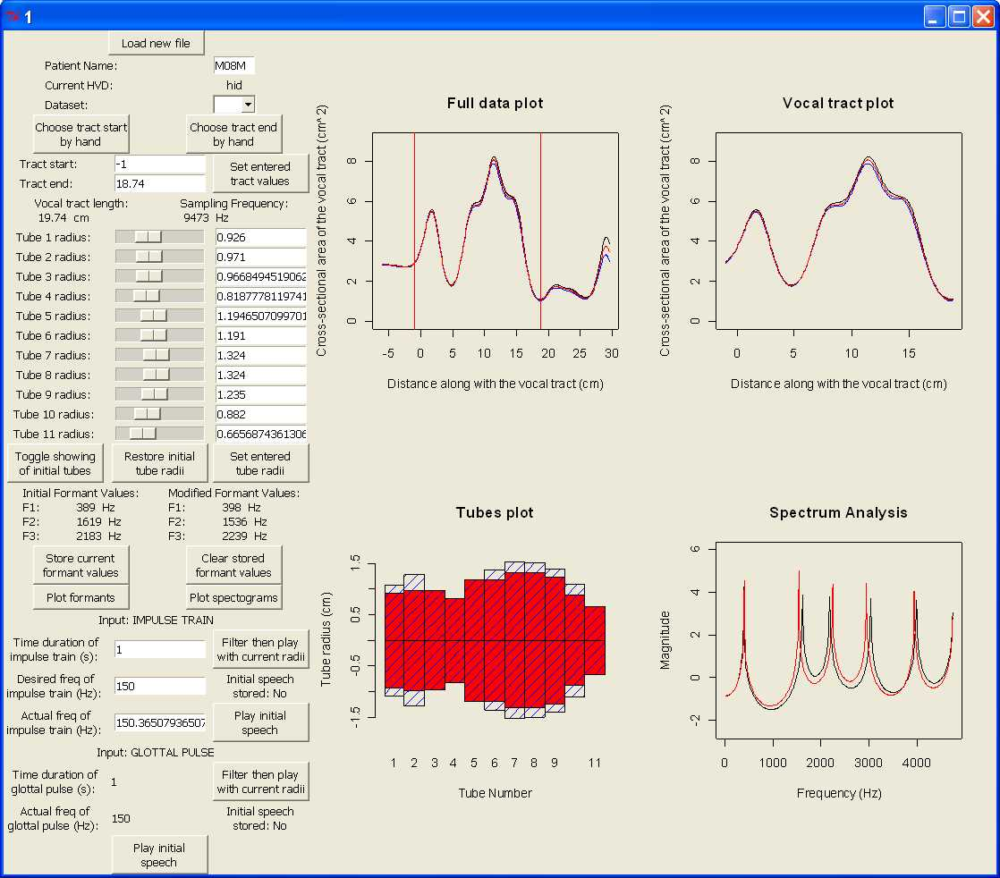 1
Load new file
Patient Name: M08M
Current HVD: hid
Dataset:
Choose tract start
by hand
Choose tract end
by hand
Tract start: -1
Tract end: 18.74
Set entered
tract values
Vocal tract length:
19.74 cm
Sampling Frequency:
9473 Hz
Tube 1 radius: 0.926
Tube 2 radius: 0.971
Tube 3 radius: 0.9668494519062
Tube 4 radius: 0.8187778119741
Tube 5 radius: 1.1946507099701
Tube 6 radius: 1.191
Tube 7 radius: 1.324
Tube 8 radius: 1.324
Tube 9 radius: 1.235
Tube 10 radius: 0.882
Tube 11 radius: 0.6656874361306
Toggle showing
of initial tubes
Restore initial
tube radii
Set entered
tube radii
Initial Formant Values:
F1: 389 Hz
F2: 1619 Hz
F3: 2183 Hz
Modified Formant Values:
F1: 398 Hz
F2: 1536 Hz
F3: 2239 Hz
Store current
formant values
Clear stored
formant values
Plot formants
Plot spectograms
Input: IMPULSE TRAIN
Time duration of
impulse train (s):
1
Filter then play
with current radii
Desired freq of
impulse train (Hz):
150
Initial speech
stored: No
Actual freq of
impulse train (Hz):
150.36507936507
Play initial
speech
Input: GLOTTAL PULSE
Time duration of
glottal pulse (s):
1
Filter then play
with current radii
Actual freq of
glottal pulse (Hz):
150
Initial speech
stored: No
Play initial
speech
Full data plot
Cross-sectional area of the vocal tract (cm^ 2)
8
6
4
2
0
-5 0 5 10 15 20 25 30
Distance along with the vocal tract (cm)
Vocal tract plot
Cross-sectional area of the vocal tract (cm^ 2)
8
6
4
2
0
0 5 10 15
Distance along with the vocal tract (cm)
Tubes plot
Tube radius (cm)
1.5
0.5
-0.5
-1.5
1 2 3 4 5 6 7 8 9 11
Tube Number
Spectrum Analysis
Magnitude
6
4
2
0
-2
0 1000 2000 3000 4000
Frequency (Hz)